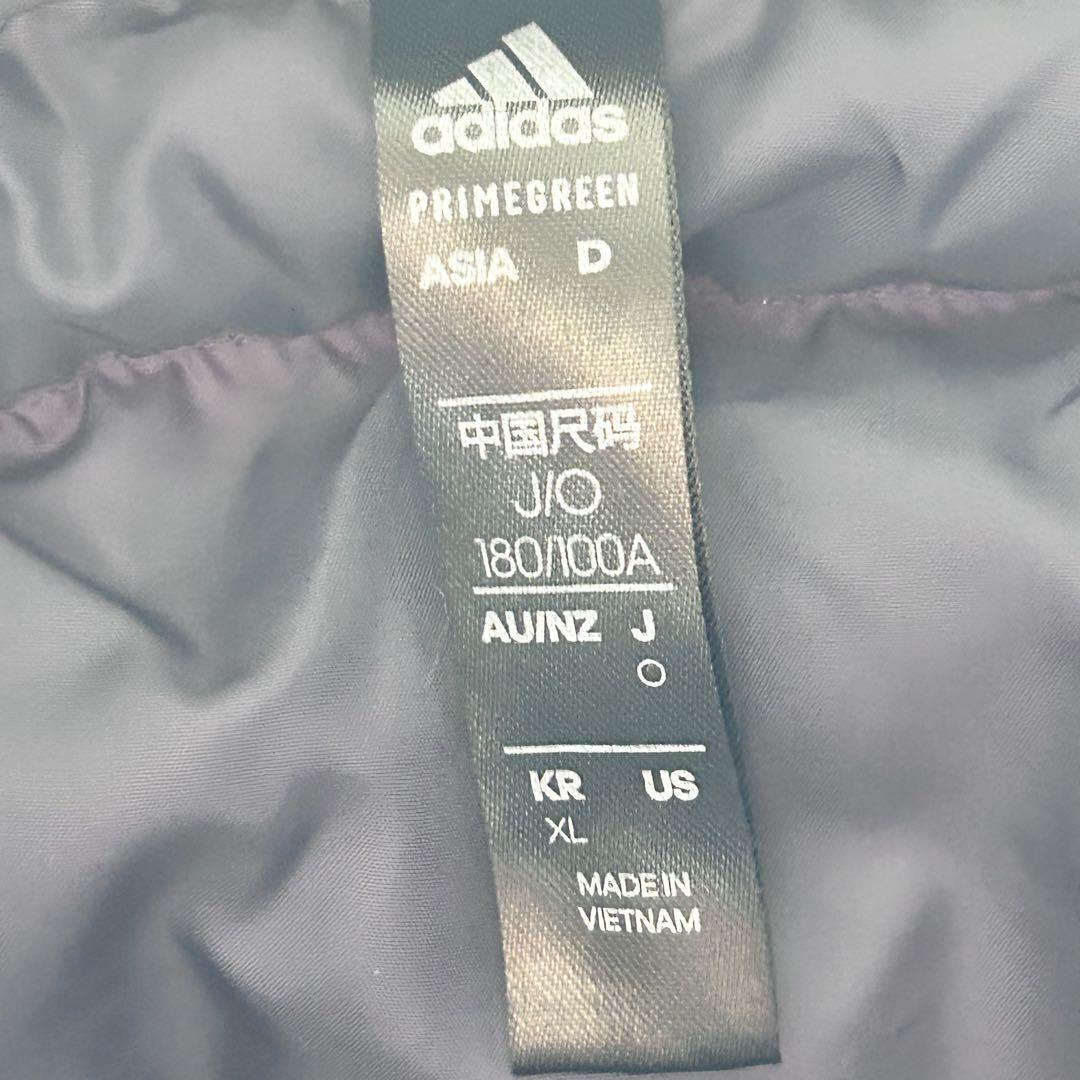 adidas
PRIMEGREEN
ASIA D
中国尺码
J/O
180/100A
AU/NZ J
O
KR US
XL
MADE IN
VIETNAM